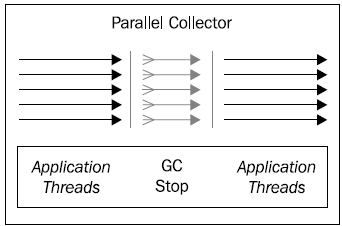 Parallel Collector
Application
Threads
GC
Stop
Application
Threads